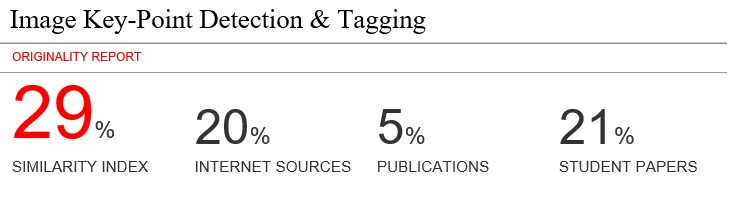 Image Key-Point Detection & Tagging
ORIGINALITY REPORT
29% 20% 5% 21%
SIMILARITY INDEX INTERNET SOURCES PUBLICATIONS STUDENT PAPERS